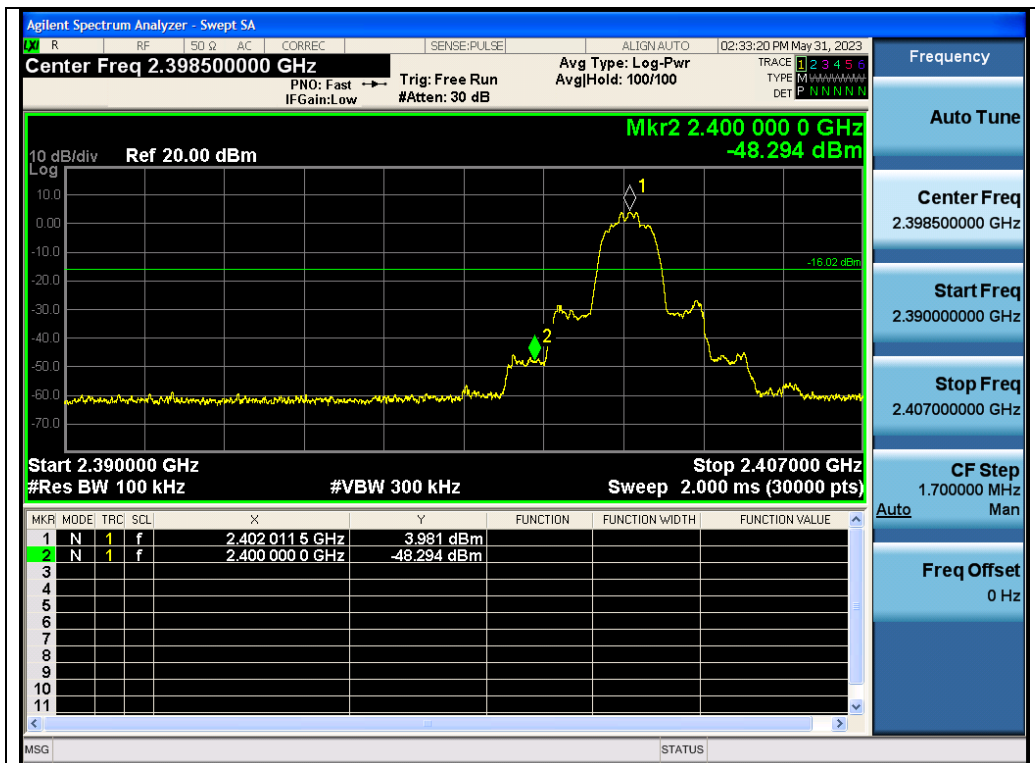 Agilent Spectrum Analyzer - Swept SA
LXI R RF 50 Ω AC CORREC SENSE:PULSE ALIGN AUTO 02:33:20 PM May 31, 2023
Center Freq 2.398500000 GHz
PNO: Fast
IFGain:Low
Trig: Free Run
#Atten: 30 dB
Avg Type: Log-Pwr
Avg|Hold: 100/100
TRACE 1 2 3 4 5 6
TYPE M
DET P N N N N N
Mkr2 2.400 000 0 GHz
-48.294 dBm
10 dB/div Ref 20.00 dBm
Log
10.0
0.00
-10.0
-20.0
-30.0
-40.0
-50.0
-60.0
-70.0
1
-16.02 dBm
2
Start 2.390000 GHz Stop 2.407000 GHz
#Res BW 100 kHz #VBW 300 kHz Sweep 2.000 ms (30000 pts)
MKR MODE TRC SCL X Y FUNCTION FUNCTION WIDTH FUNCTION VALUE
1 N 1 f 2.402 011 5 GHz 3.981 dBm
2 N 1 f 2.400 000 0 GHz -48.294 dBm
3
4
5
6
7
8
9
10
11
MSG STATUS
Frequency
Auto Tune
Center Freq
2.398500000 GHz
Start Freq
2.390000000 GHz
Stop Freq
2.407000000 GHz
CF Step
1.700000 MHz
Auto Man
Freq Offset
0 Hz